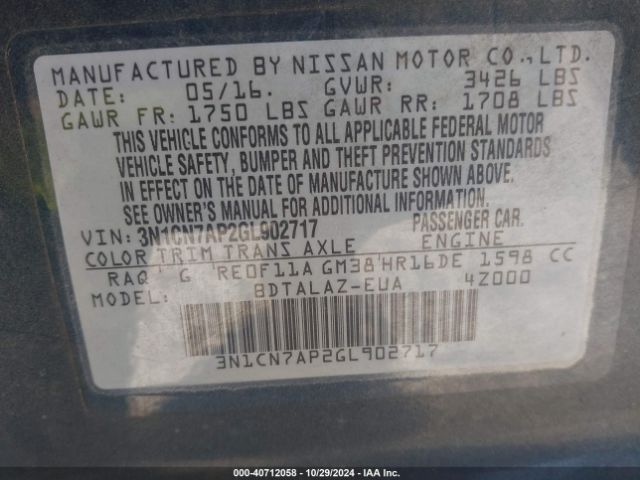 MANUFACTURED BY NISSAN MOTOR CO., LTD.
DATE: 05/16. GVWR: 3426 LBS
GAWR FR: 1750 LBS GAWR RR: 1708 LBS
THIS VEHICLE CONFORMS TO ALL APPLICABLE FEDERAL MOTOR
VEHICLE SAFETY, BUMPER AND THEFT PREVENTION STANDARDS
IN EFFECT ON THE DATE OF MANUFACTURE SHOWN ABOVE.
SEE OWNER'S MANUAL FOR ADDITIONAL INFORMATION.
VIN: 3N1CN7AP2GL902717 PASSENGER CAR.
COLOR TRIM TRANS AXLE ENGINE
RAQ G RE0F11A GM38 HR16DE 1598 CC
MODEL: BDTALAZ-EUA 4Z000
3N1CN7AP2GL902717
000-40712058 - 10/29/2024 - IAA Inc.